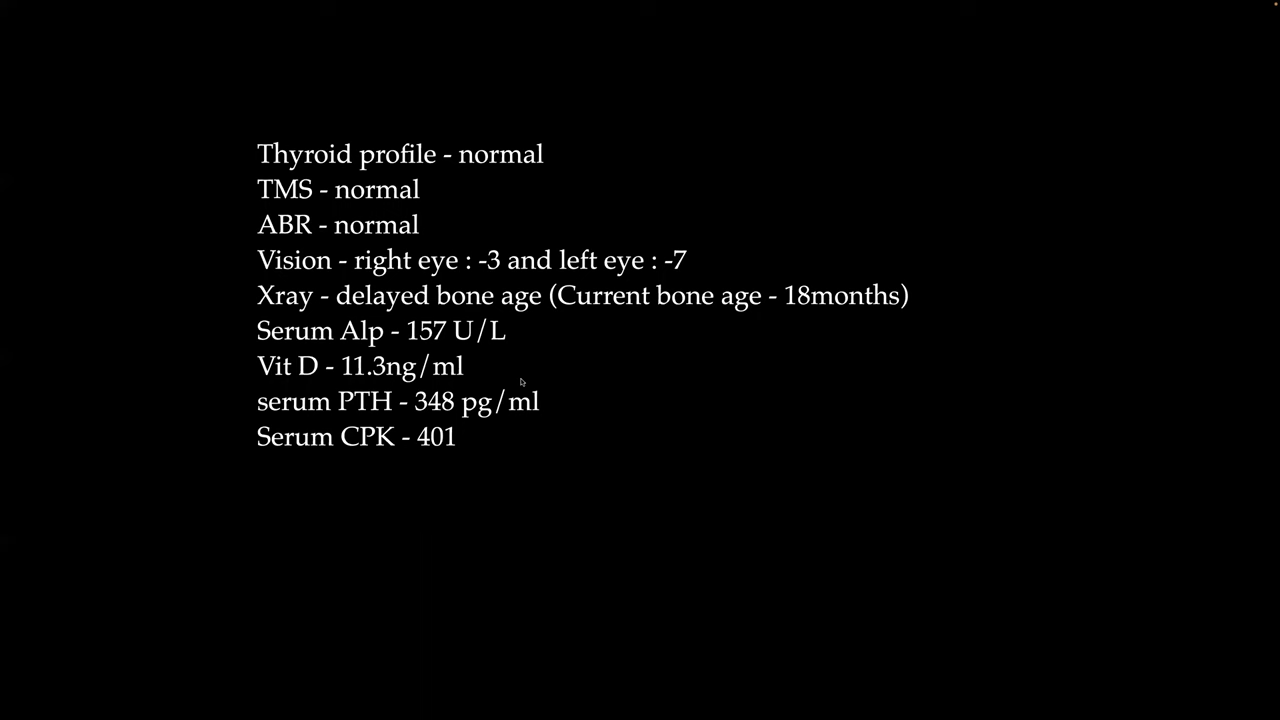 Thyroid profile - normal
TMS - normal
ABR - normal
Vision - right eye : -3 and left eye : -7
Xray - delayed bone age (Current bone age - 18months)
Serum Alp - 157 U/L
Vit D - 11.3ng/ml
serum PTH - 348 pg/ml
Serum CPK - 401